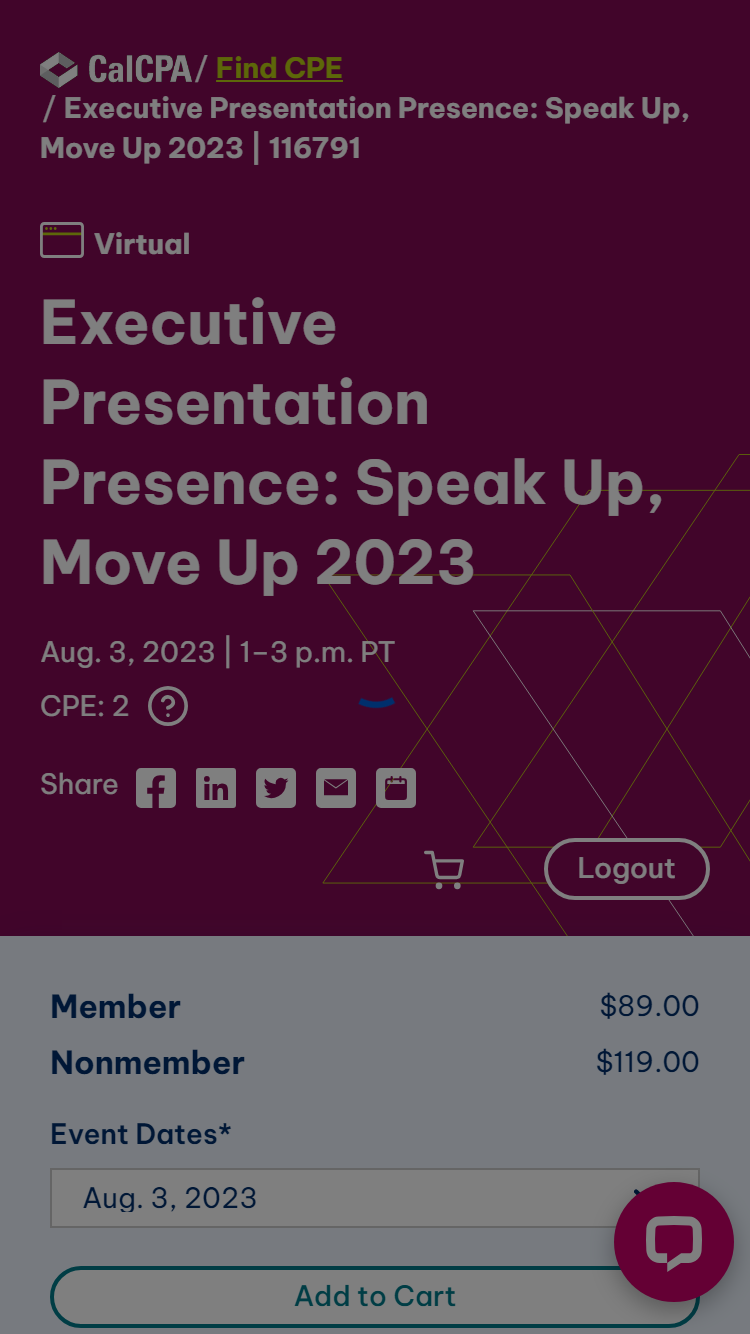 CalCPA / Find CPE
/ Executive Presentation Presence: Speak Up,
Move Up 2023 | 116791
Virtual
Executive
Presentation
Presence: Speak Up,
Move Up 2023
Aug. 3, 2023 | 1–3 p.m. PT
CPE: 2 ?
Share
Logout
Member $89.00
Nonmember $119.00
Event Dates*
Aug. 3, 2023
Add to Cart